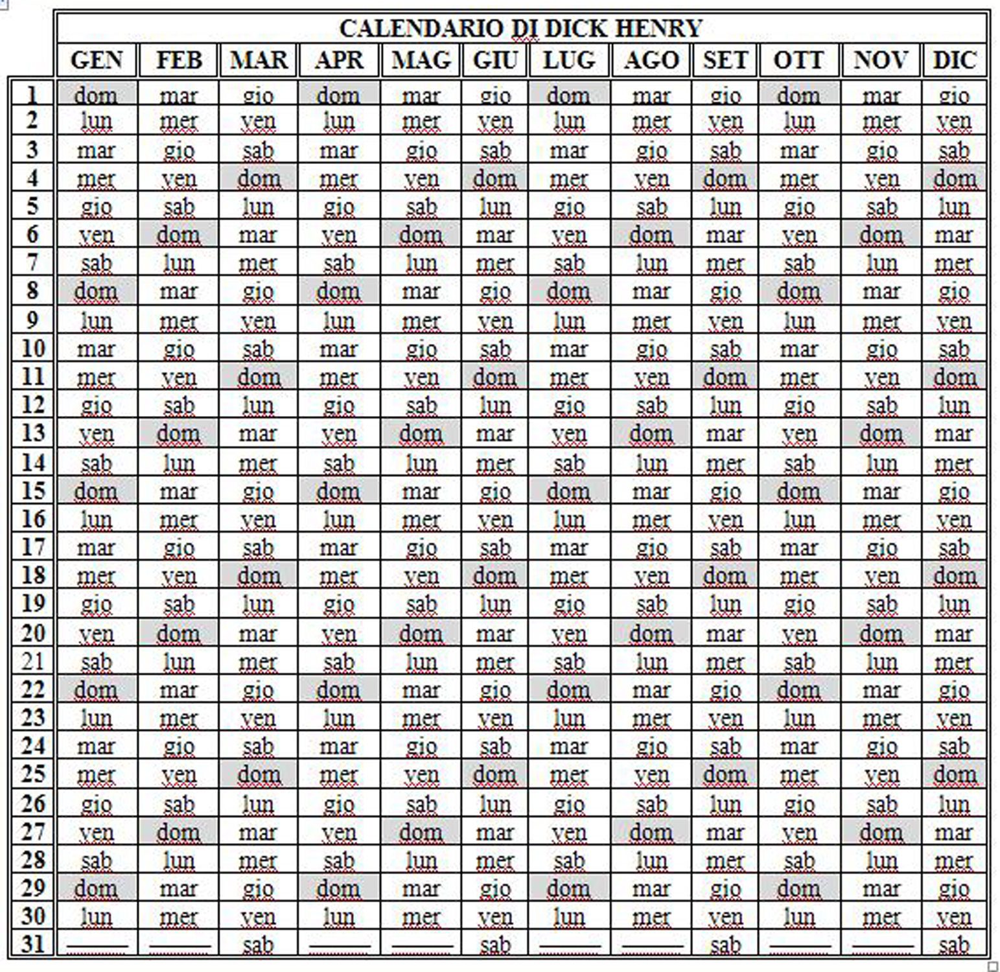 CALENDARIO DI DICK HENRY
GEN FEB MAR APR MAG GIU LUG AGO SET OTT NOV DIC
1 dom mar gio dom mar gio dom mar gio dom mar gio
2 lun mer ven lun mer ven lun mer ven lun mer ven
3 mar gio sab mar gio sab mar gio sab mar gio sab
4 mer ven dom mer ven dom mer ven dom mer ven dom
5 gio sab lun gio sab lun gio sab lun gio sab lun
6 ven dom mar ven dom mar ven dom mar ven dom mar
7 sab lun mer sab lun mer sab lun mer sab lun mer
8 dom mar gio dom mar gio dom mar gio dom mar gio
9 lun mer ven lun mer ven lun mer ven lun mer ven
10 mar gio sab mar gio sab mar gio sab mar gio sab
11 mer ven dom mer ven dom mer ven dom mer ven dom
12 gio sab lun gio sab lun gio sab lun gio sab lun
13 ven dom mar ven dom mar ven dom mar ven dom mar
14 sab lun mer sab lun mer sab lun mer sab lun mer
15 dom mar gio dom mar gio dom mar gio dom mar gio
16 lun mer ven lun mer ven lun mer ven lun mer ven
17 mar gio sab mar gio sab mar gio sab mar gio sab
18 mer ven dom mer ven dom mer ven dom mer ven dom
19 gio sab lun gio sab lun gio sab lun gio sab lun
20 ven dom mar ven dom mar ven dom mar ven dom mar
21 sab lun mer sab lun mer sab lun mer sab lun mer
22 dom mar gio dom mar gio dom mar gio dom mar gio
23 lun mer ven lun mer ven lun mer ven lun mer ven
24 mar gio sab mar gio sab mar gio sab mar gio sab
25 mer ven dom mer ven dom mer ven dom mer ven dom
26 gio sab lun gio sab lun gio sab lun gio sab lun
27 ven dom mar ven dom mar ven dom mar ven dom mar
28 sab lun mer sab lun mer sab lun mer sab lun mer
29 dom mar gio dom mar gio dom mar gio dom mar gio
30 lun mer ven lun mer ven lun mer ven lun mer ven
31 ____ ____ sab ____ ____ sab ____ ____ sab ____ ____ sab